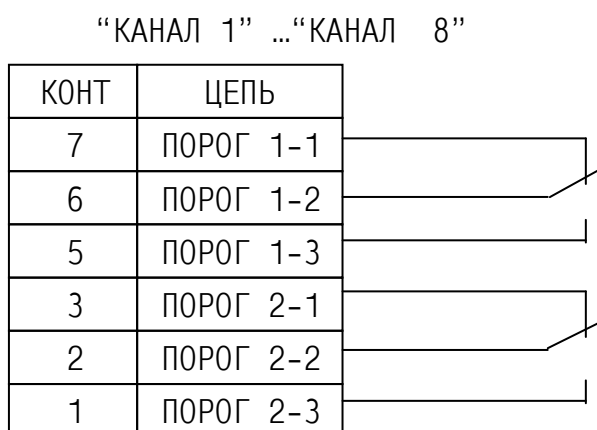 “КАНАЛ 1” …“КАНАЛ 8”
КОНТ ЦЕПЬ
7 ПОРОГ 1-1
6 ПОРОГ 1-2
5 ПОРОГ 1-3
3 ПОРОГ 2-1
2 ПОРОГ 2-2
1 ПОРОГ 2-3